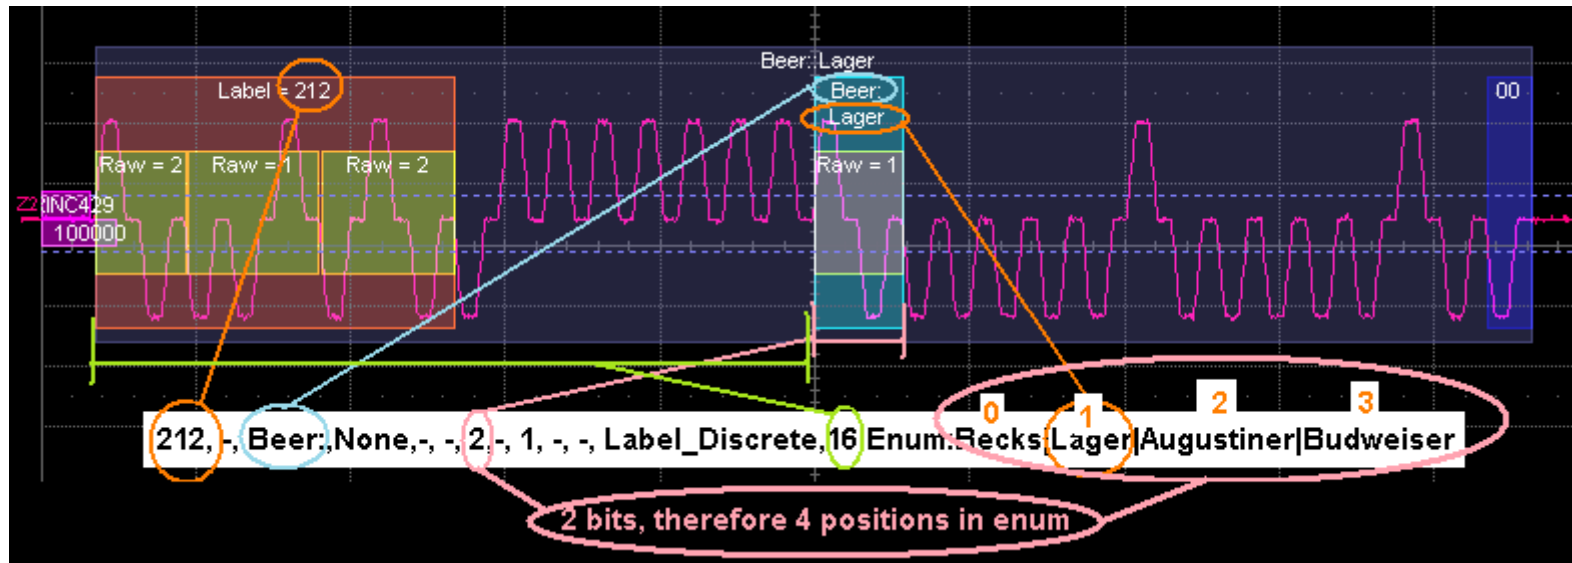 Beer::Lager
Label = 212
Beer:
00
Lager
Raw = 2
Raw = 1
Raw = 2
Raw = 1
Z2
RINC429
100000
0
1
2
3
212,-,Beer:,None,-,-,2,-, 1, -, -, Label_Discrete,16 Enum:Becks|Lager|Augustiner|Budweiser
2 bits, therefore 4 positions in enum